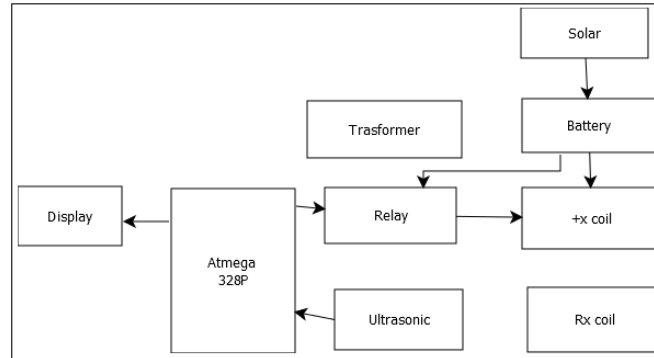 Solar
Trasformer
Battery
Display
Atmega
328P
Relay
+x coil
Ultrasonic
Rx coil